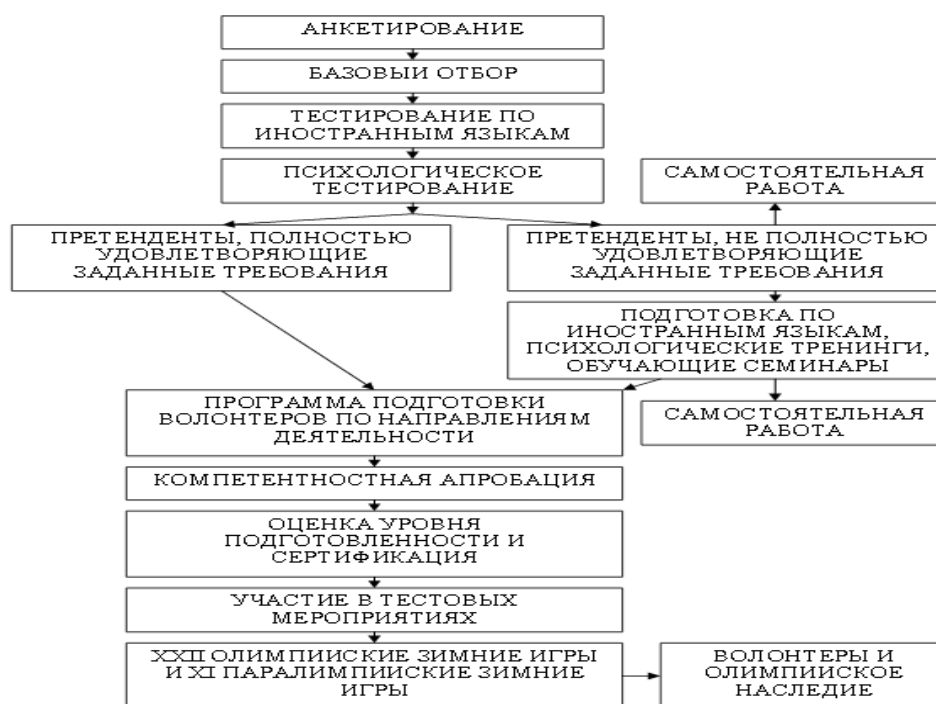 АНКЕТИРОВАНИЕ
БАЗОВЫЙ ОТБОР
ТЕСТИРОВАНИЕ ПО
ИНОСТРАННЫМ ЯЗЫКАМ
ПСИХОЛОГИЧЕСКОЕ
ТЕСТИРОВАНИЕ
САМОСТОЯТЕЛЬНАЯ
РАБОТА
ПРЕТЕНДЕНТЫ, ПОЛНОСТЬЮ
УДОВЛЕТВОРЯЮЩИЕ
ЗАДАННЫЕ ТРЕБОВАНИЯ
ПРЕТЕНДЕНТЫ, НЕ ПОЛНОСТЬЮ
УДОВЛЕТВОРЯЮЩИЕ
ЗАДАННЫЕ ТРЕБОВАНИЯ
ПОДГОТОВКА ПО
ИНОСТРАННЫМ ЯЗЫКАМ,
ПСИХОЛОГИЧЕСКИЕ ТРЕНИНГИ,
ОБУЧАЮЩИЕ СЕМИНАРЫ
ПРОГРАММА ПОДГОТОВКИ
ВОЛОНТЕРОВ ПО НАПРАВЛЕНИЯМ
ДЕЯТЕЛЬНОСТИ
САМОСТОЯТЕЛЬНАЯ
РАБОТА
КОМПЕТЕНТНОСТНАЯ АПРОБАЦИЯ
ОЦЕНКА УРОВНЯ
ПОДГОТОВЛЕННОСТИ И
СЕРТИФИКАЦИЯ
УЧАСТИЕ В ТЕСТОВЫХ
МЕРОПРИЯТИЯХ
XXII ОЛИМПИЙСКИЕ ЗИМНИЕ ИГРЫ
И XI ПАРАЛИМПИЙСКИЕ ЗИМНИЕ
ИГРЫ
ВОЛОНТЕРЫ И
ОЛИМПИЙСКОЕ
НАСЛЕДИЕ